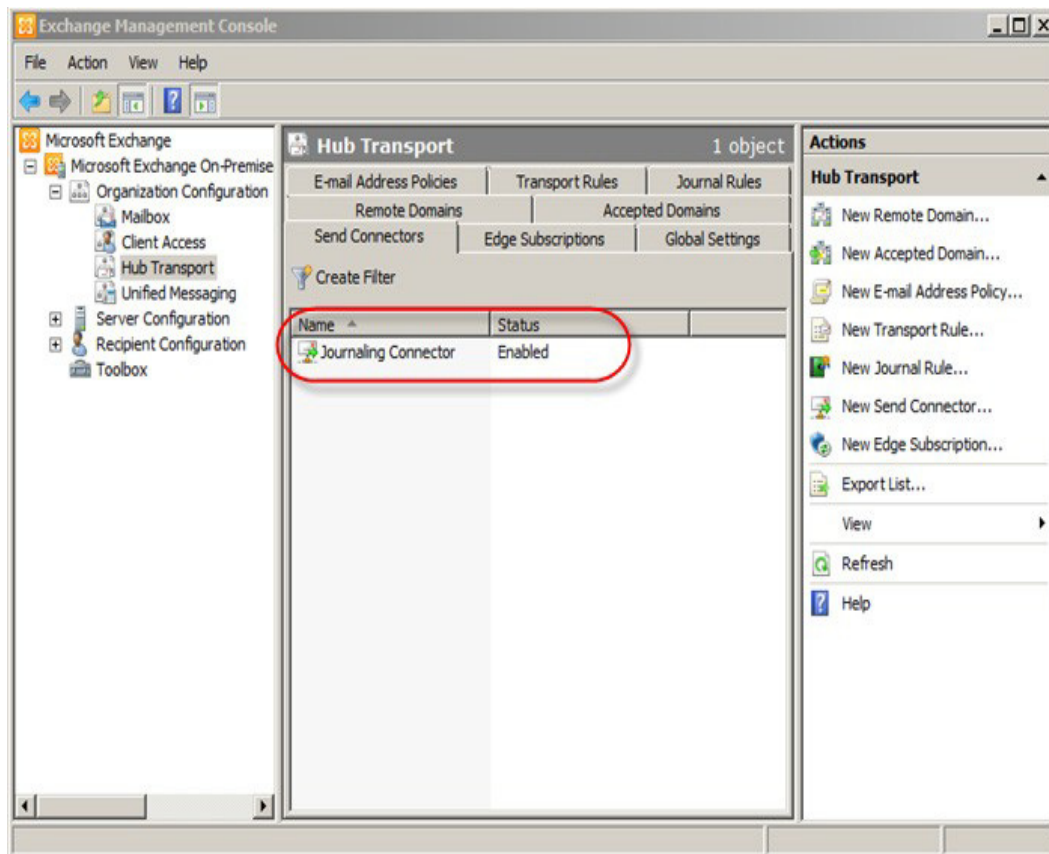 Exchange Management Console
File Action View Help
Microsoft Exchange
Microsoft Exchange On-Premise
Organization Configuration
Mailbox
Client Access
Hub Transport
Unified Messaging
Server Configuration
Recipient Configuration
Toolbox
Hub Transport 1 object
E-mail Address Policies Transport Rules Journal Rules
Remote Domains Accepted Domains
Send Connectors Edge Subscriptions Global Settings
Create Filter
Name Status
Journaling Connector Enabled
Actions
Hub Transport
New Remote Domain...
New Accepted Domain...
New E-mail Address Policy...
New Transport Rule...
New Journal Rule...
New Send Connector...
New Edge Subscription...
Export List...
View
Refresh
Help